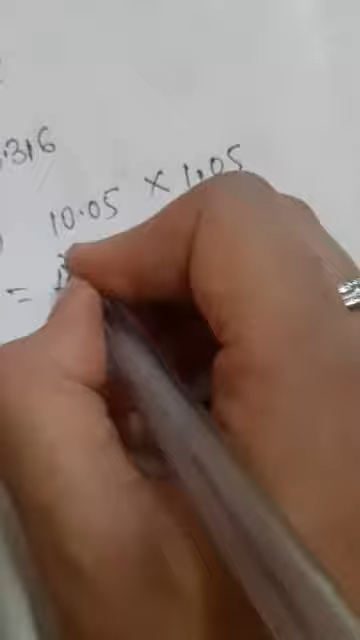 .316
10.05 × 1.05
=